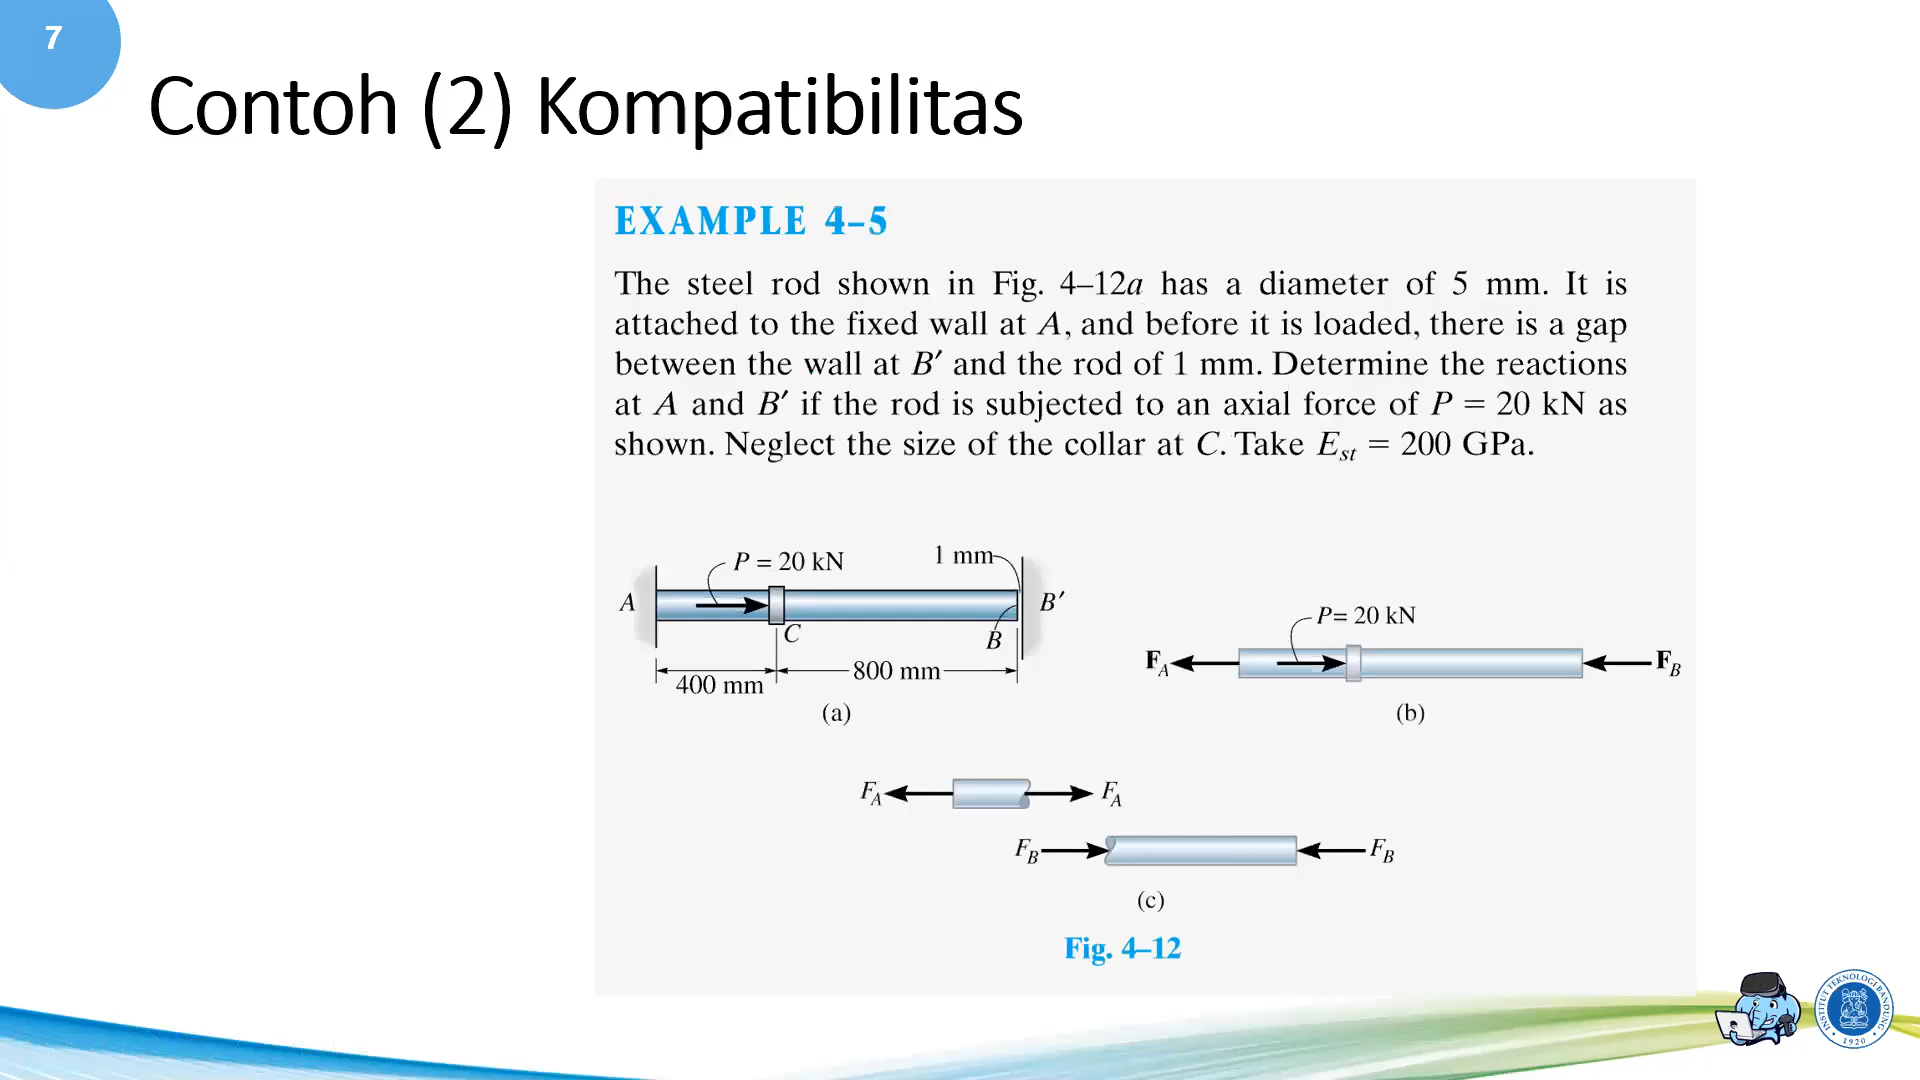 7
Contoh (2) Kompatibilitas
EXAMPLE 4–5
The steel rod shown in Fig. 4–12a has a diameter of 5 mm. It is
attached to the fixed wall at A, and before it is loaded, there is a gap
between the wall at B′ and the rod of 1 mm. Determine the reactions
at A and B′ if the rod is subjected to an axial force of P = 20 kN as
shown. Neglect the size of the collar at C. Take Est = 200 GPa.
P = 20 kN
1 mm
A
B′
C
B
800 mm
400 mm
(a)
P= 20 kN
FA
FB
(b)
FA
FA
FB
FB
(c)
Fig. 4–12
INSTITUT TEKNOLOGI BANDUNG
1920